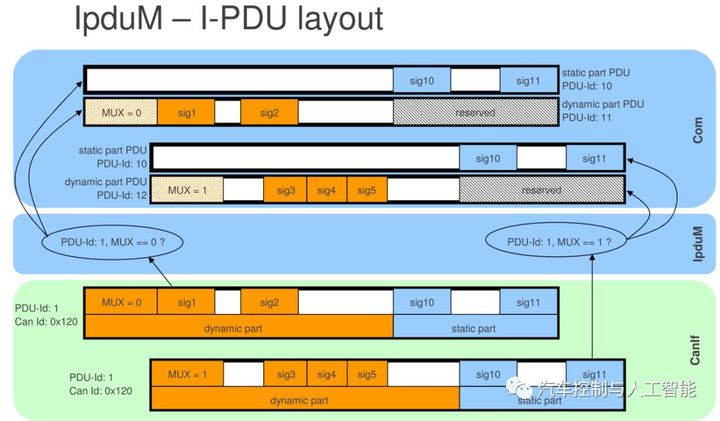 IpduM – I-PDU layout
sig10 sig11
static part PDU
PDU-Id: 10
MUX = 0 sig1 sig2 reserved
dynamic part PDU
PDU-Id: 11
Com
static part PDU
PDU-Id: 10
sig10 sig11
dynamic part PDU
PDU-Id: 12
MUX = 1 sig3 sig4 sig5 reserved
PDU-Id: 1, MUX == 0 ?
PDU-Id: 1, MUX == 1 ?
IpduM
PDU-Id: 1
Can Id: 0x120
MUX = 0 sig1 sig2 sig10 sig11
dynamic part static part
CanIf
PDU-Id: 1
Can Id: 0x120
MUX = 1 sig3 sig4 sig5 sig10 sig11
dynamic part static part
汽车控制与人工智能